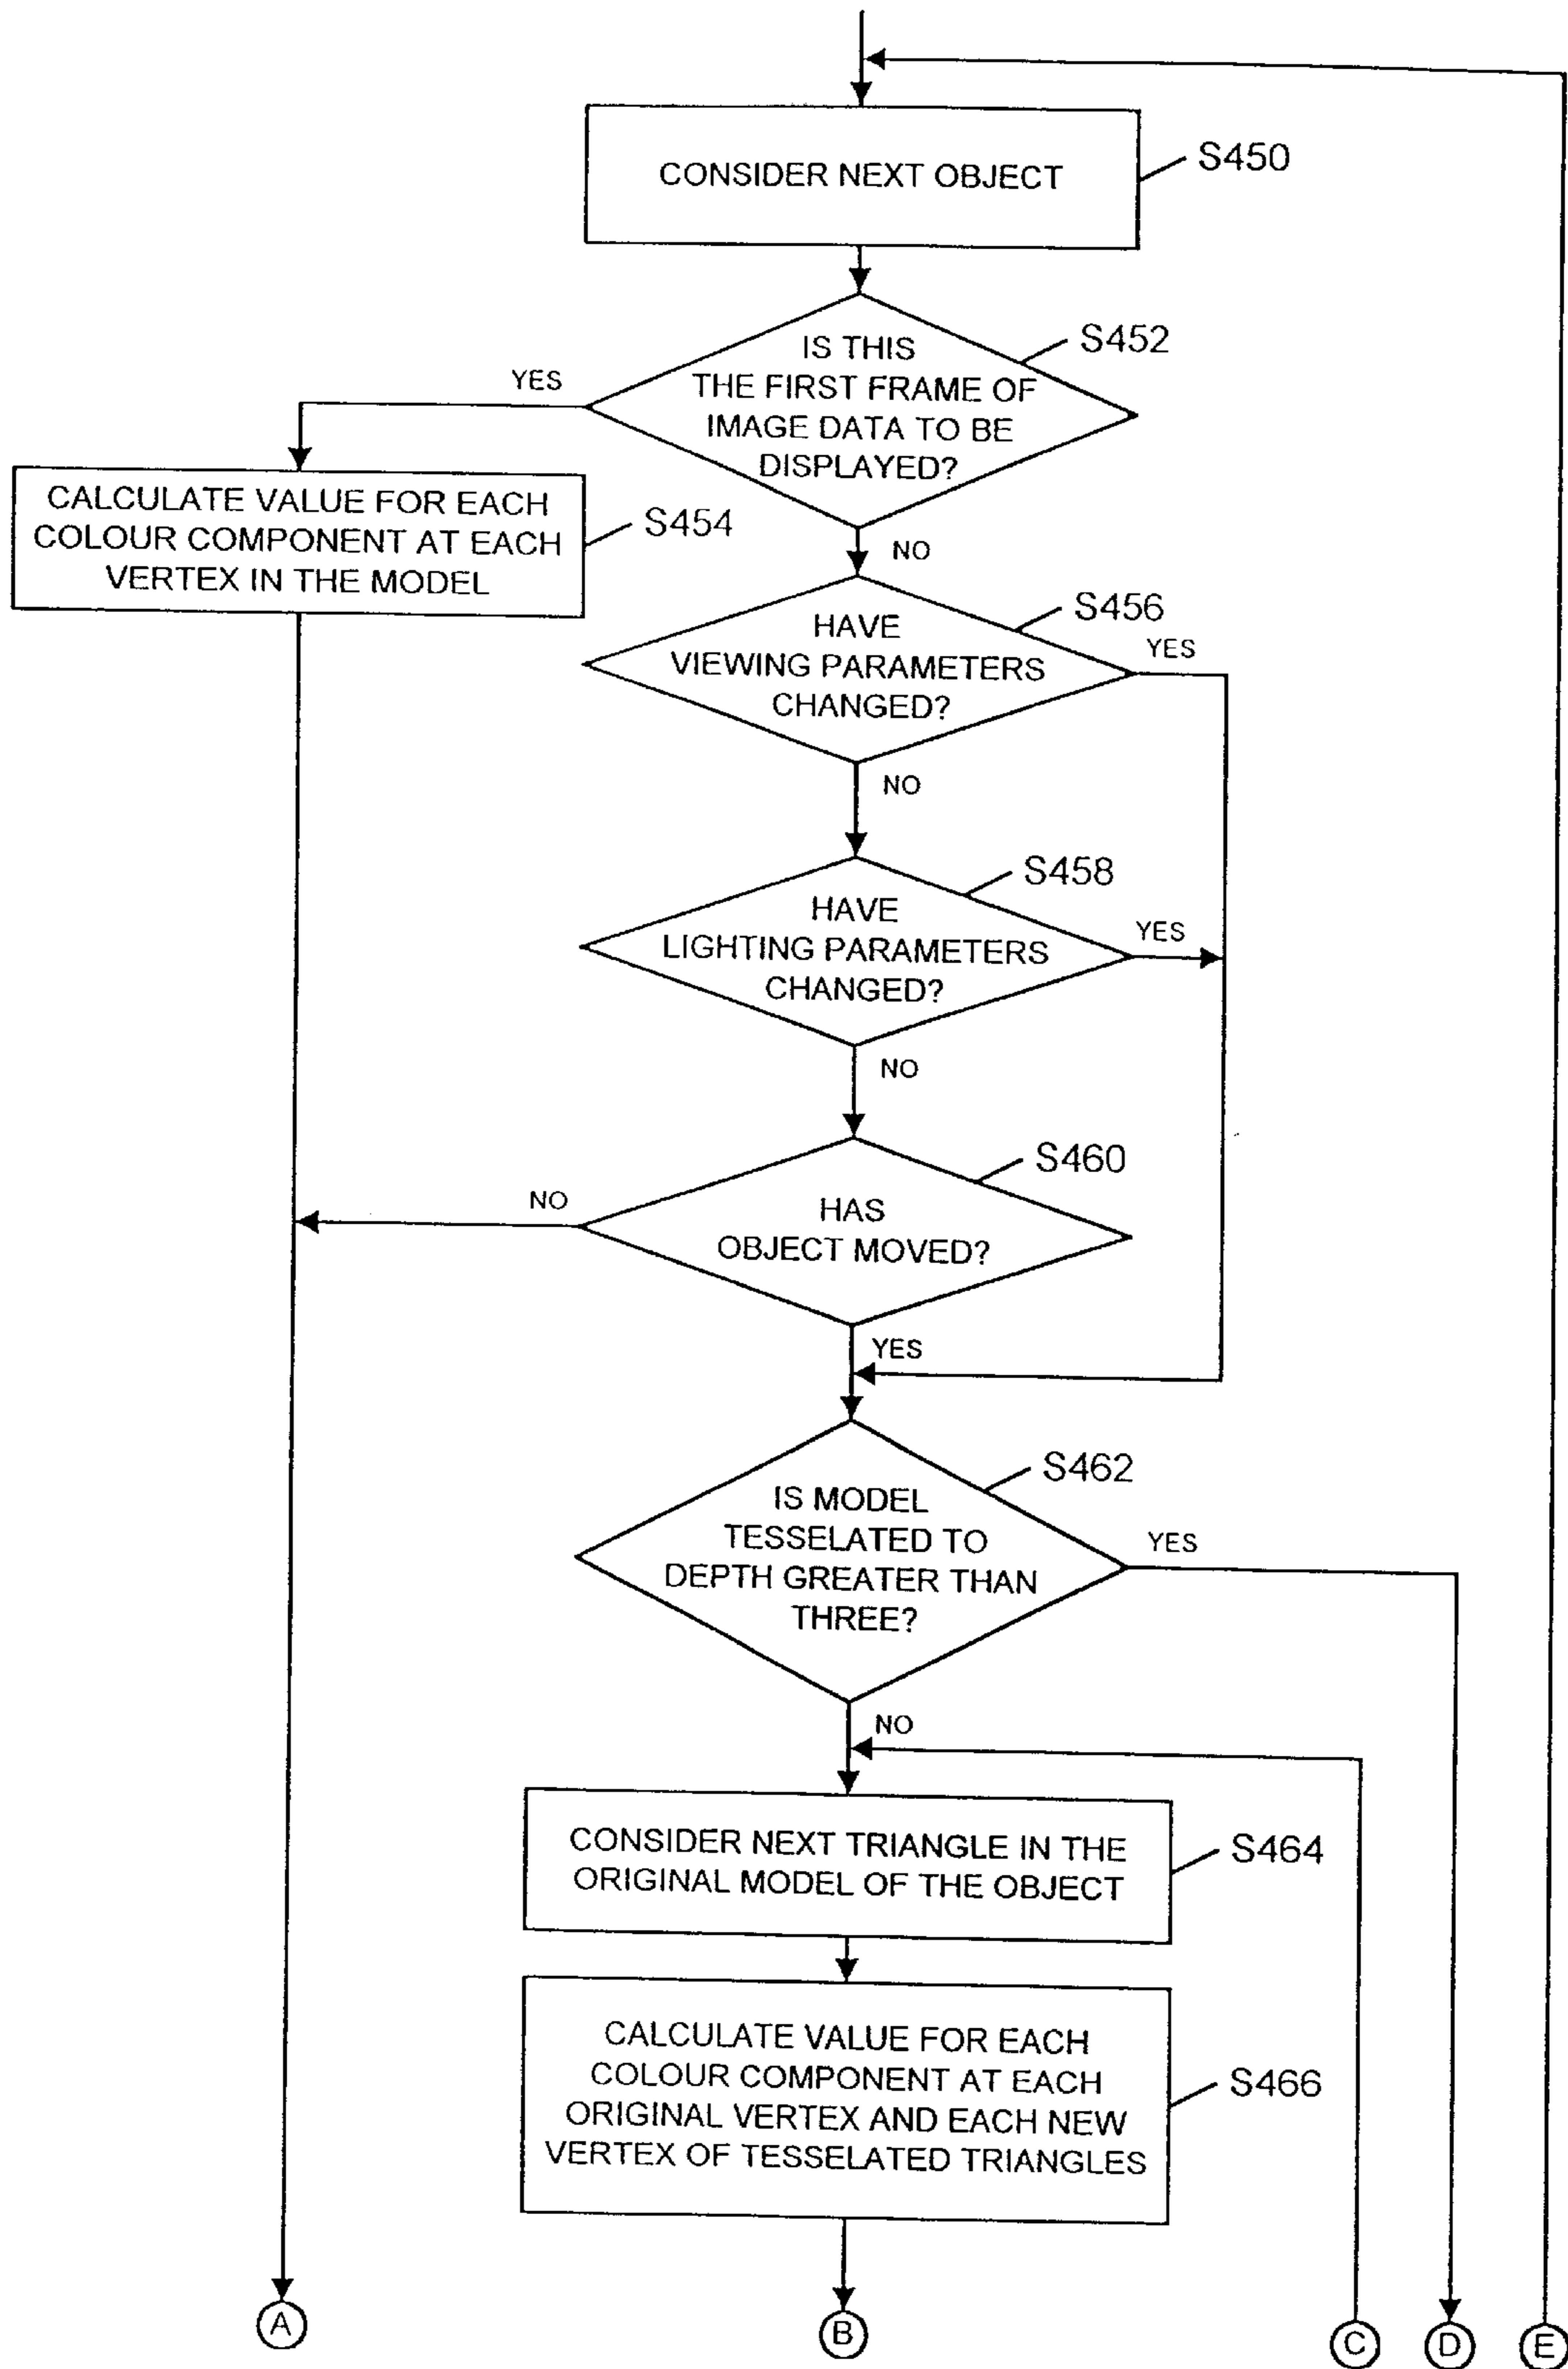 CONSIDER NEXT OBJECT
S450
IS THIS
THE FIRST FRAME OF
IMAGE DATA TO BE
DISPLAYED?
S452
YES
NO
CALCULATE VALUE FOR EACH
COLOUR COMPONENT AT EACH
VERTEX IN THE MODEL
S454
HAVE
VIEWING PARAMETERS
CHANGED?
S456
YES
NO
HAVE
LIGHTING PARAMETERS
CHANGED?
S458
YES
NO
HAS
OBJECT MOVED?
S460
NO
YES
IS MODEL
TESSELATED TO
DEPTH GREATER THAN
THREE?
S462
YES
NO
CONSIDER NEXT TRIANGLE IN THE
ORIGINAL MODEL OF THE OBJECT
S464
CALCULATE VALUE FOR EACH
COLOUR COMPONENT AT EACH
ORIGINAL VERTEX AND EACH NEW
VERTEX OF TESSELATED TRIANGLES
S466
A
B
C
D
E